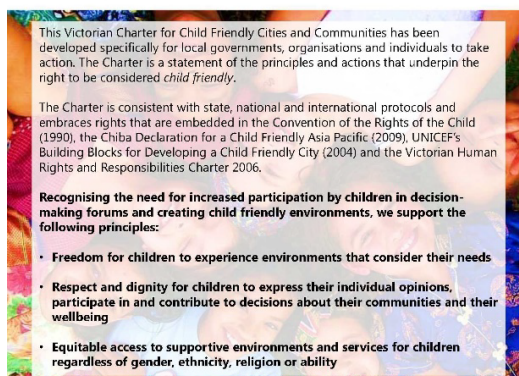 This Victorian Charter for Child Friendly Cities and Communities has been
developed specifically for local governments, organisations and individuals to take
action. The Charter is a statement of the principles and actions that underpin the
right to be considered child friendly.
The Charter is consistent with state, national and international protocols and
embraces rights that are embedded in the Convention of the Rights of the Child
(1990), the Chiba Declaration for a Child Friendly Asia Pacific (2009), UNICEF's
Building Blocks for Developing a Child Friendly City (2004) and the Victorian Human
Rights and Responsibilities Charter 2006.
Recognising the need for increased participation by children in decision-
making forums and creating child friendly environments, we support the
following principles:
• Freedom for children to experience environments that consider their needs
• Respect and dignity for children to express their individual opinions,
participate in and contribute to decisions about their communities and their
wellbeing
• Equitable access to supportive environments and services for children
regardless of gender, ethnicity, religion or ability